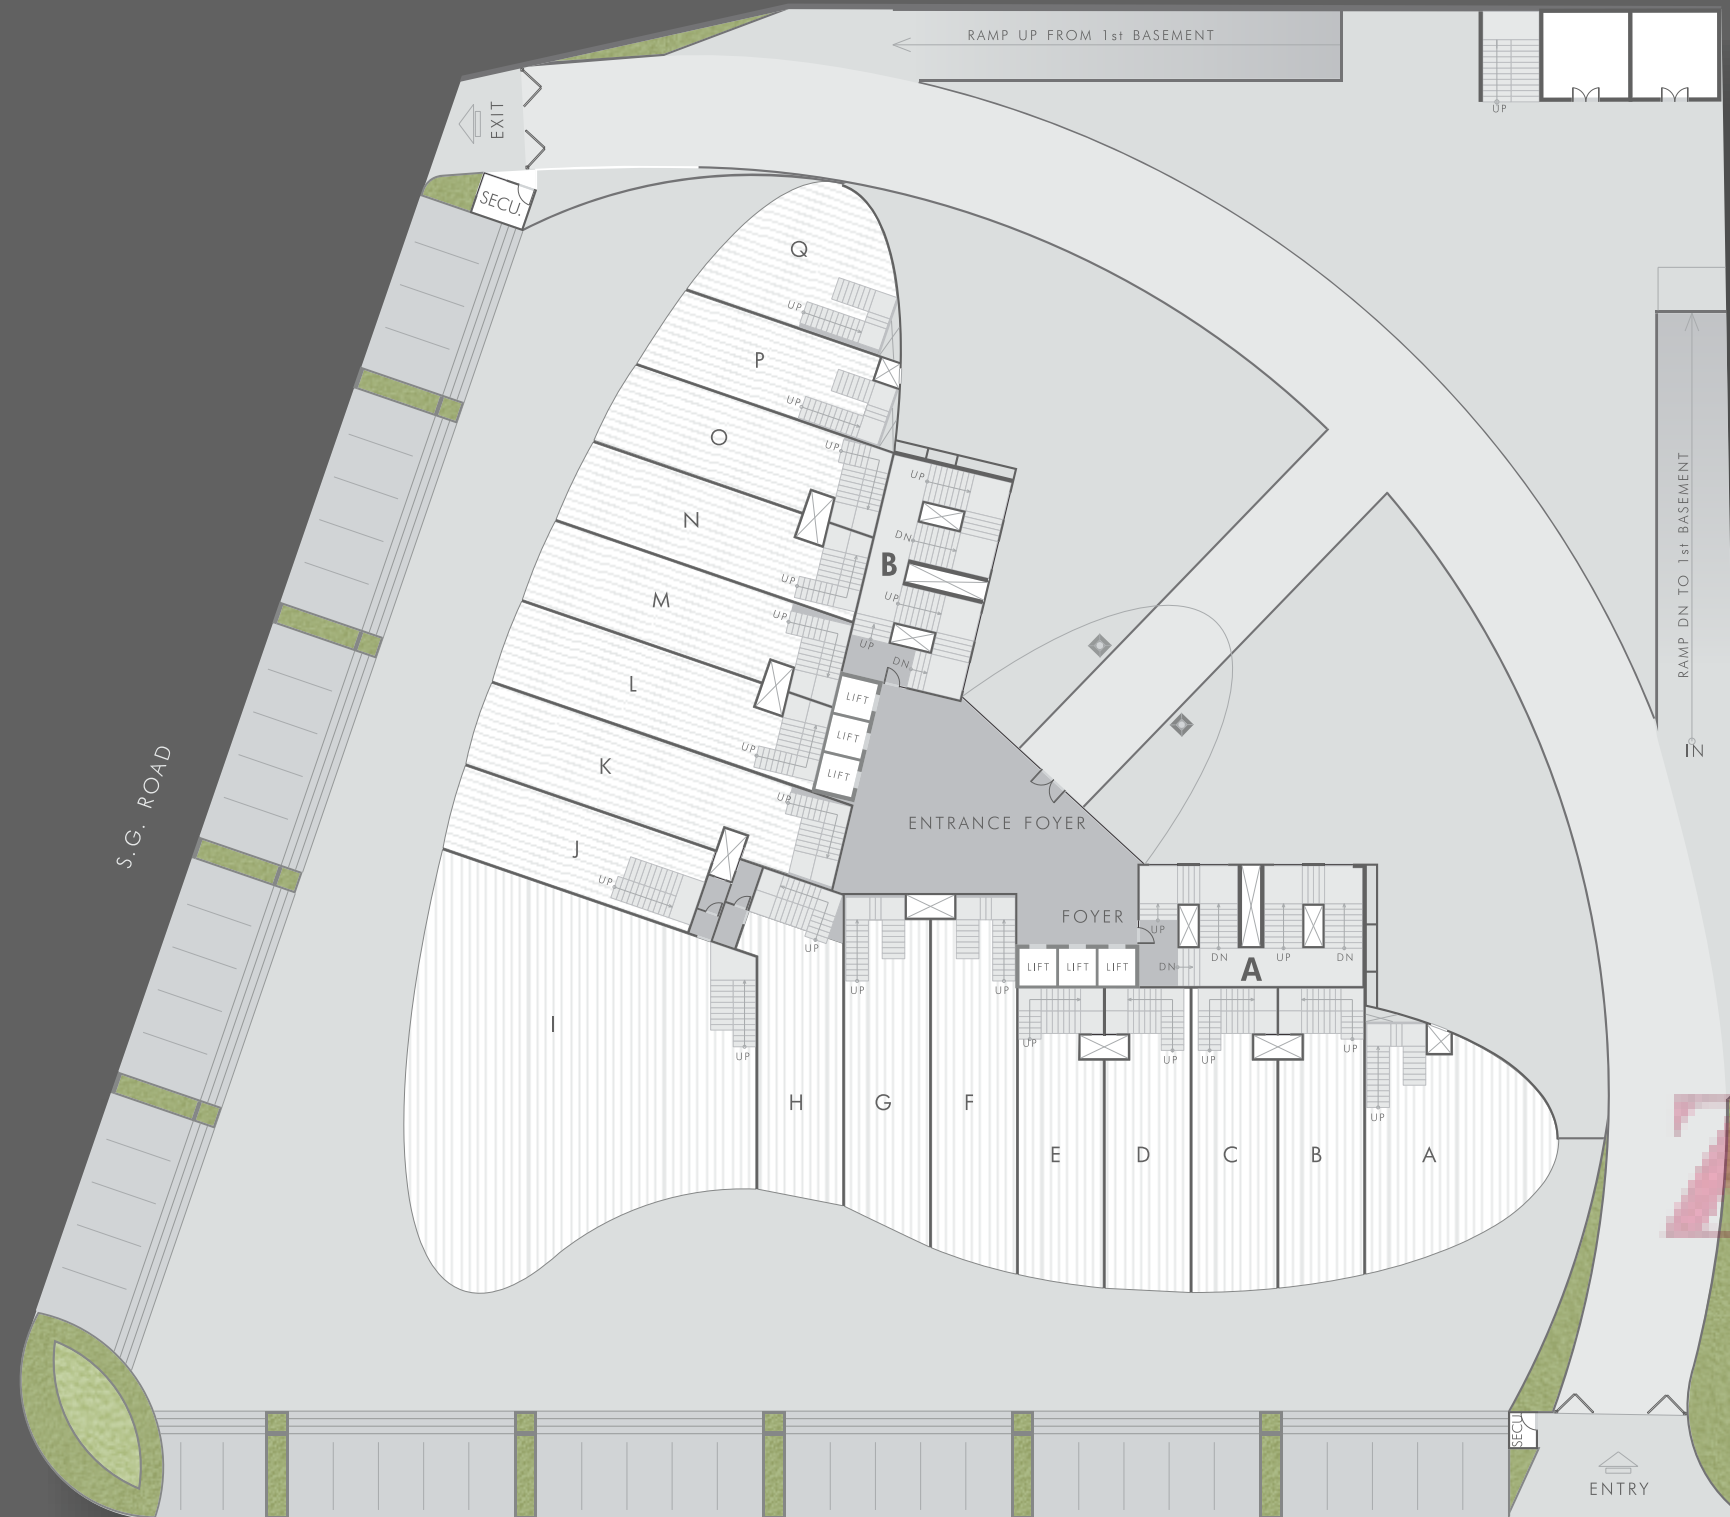 RAMP UP FROM 1st BASEMENT
UP
EXIT
SECU.
Q
UP
P
UP
O
UP
UP
N
DN
B
UP
UP
M
UP
UP
DN
L
LIFT
LIFT
LIFT
UP
K
UP
J
UP
S.G. ROAD
RAMP DN TO 1st BASEMENT
IN
ENTRANCE FOYER
FOYER
UP
UP
DN
UP
DN
DN
A
LIFT
LIFT
LIFT
UP
UP
I
UP
UP
UP
UP
UP
UP
H
G
F
E
D
C
B
A
SECU.
ENTRY